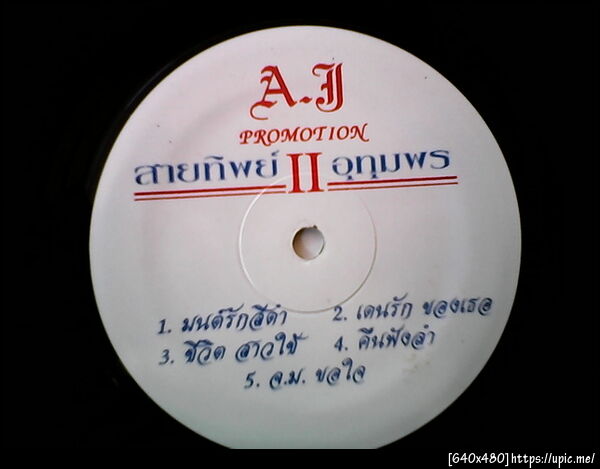 A.J
PROMOTION
สายทิพย์ II อุทุมพร
1. มนต์รักสีดำ 2. เดนรัก ของเธอ
3. ชีวิต สาวใช้ 4. คืนฟังลำ
5. จ.ม. ขอใจ
[640x480]https://upic.me/